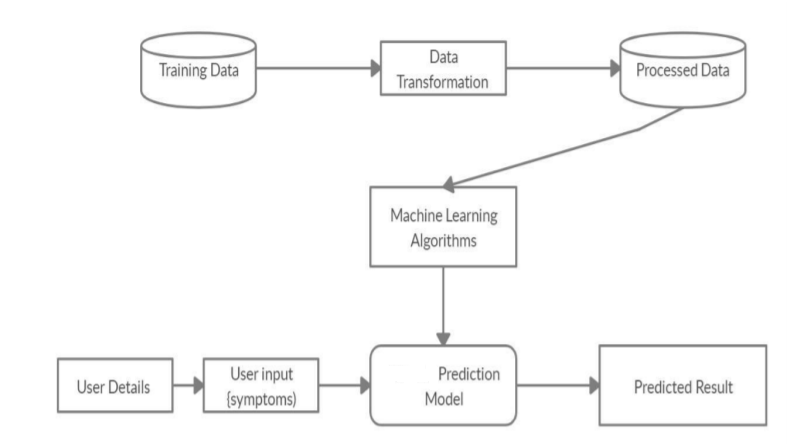 Training Data
Data
Transformation
Processed Data
Machine Learning
Algorithms
User Details
User input
{symptoms)
Prediction
Model
Predicted Result